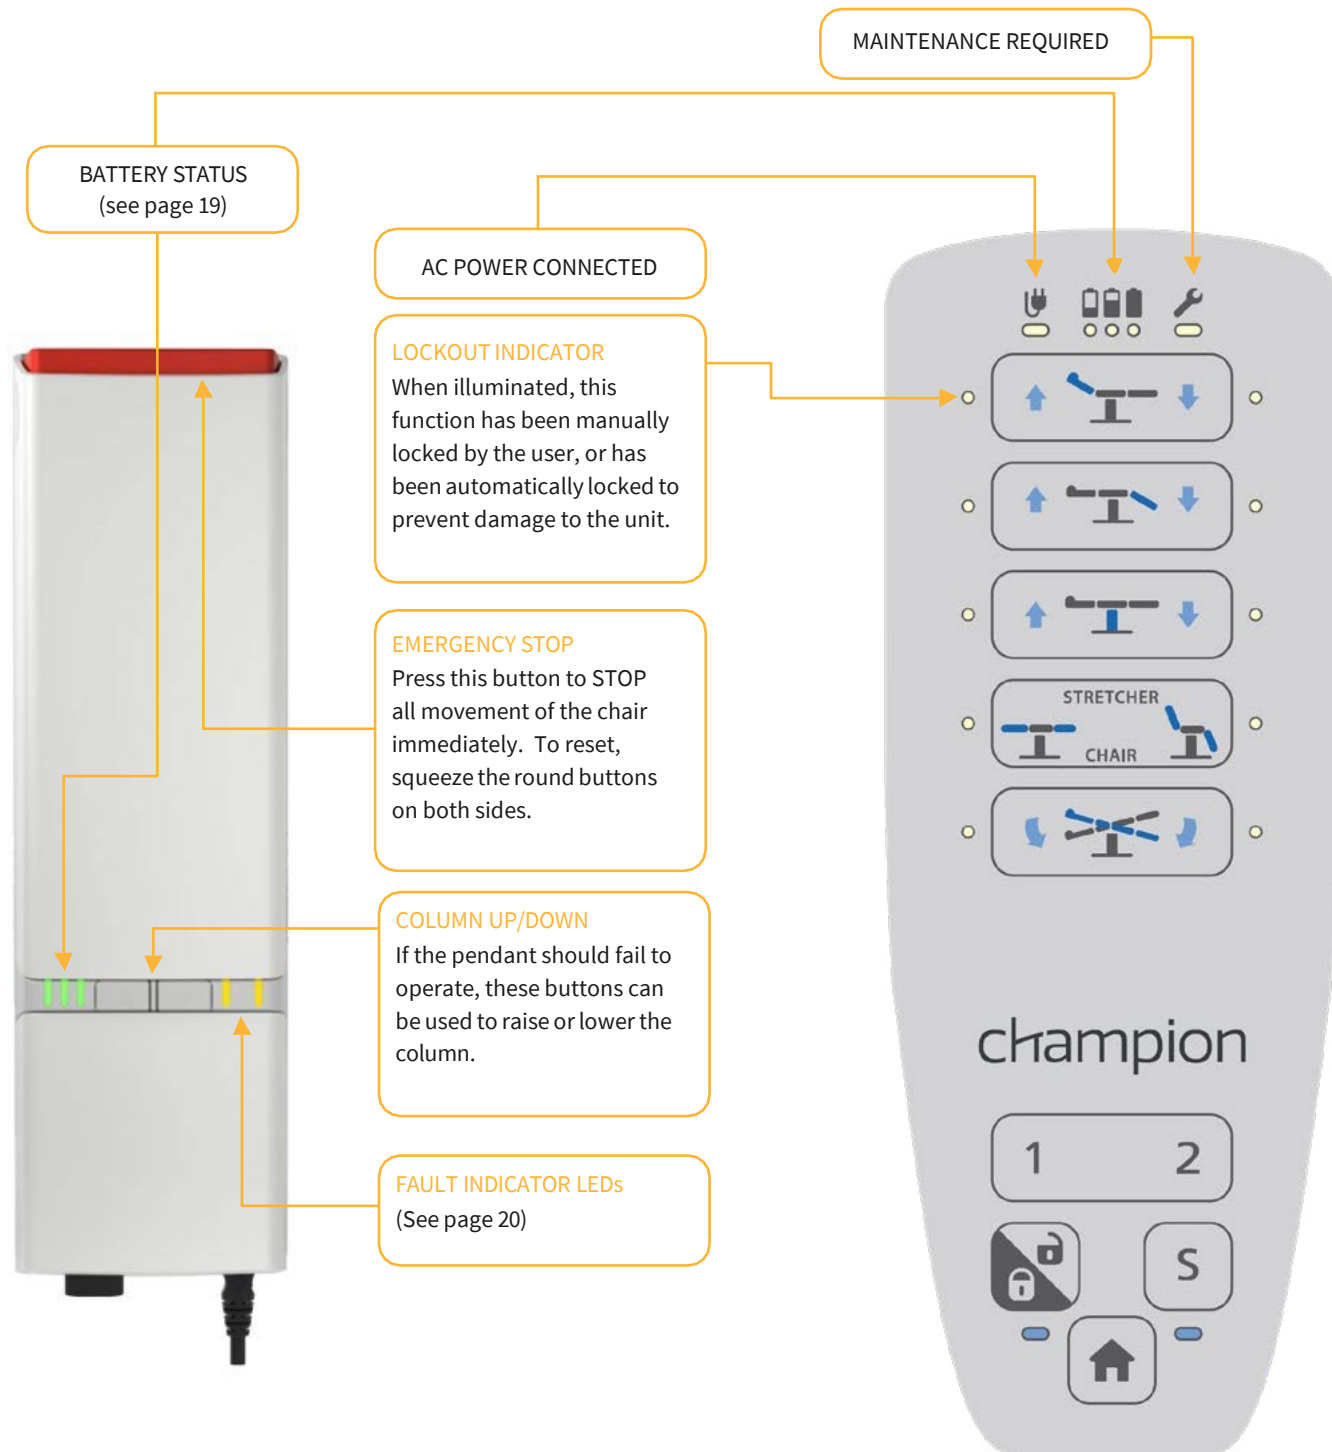 MAINTENANCE REQUIRED
BATTERY STATUS
(see page 19)
AC POWER CONNECTED
LOCKOUT INDICATOR
When illuminated, this
function has been manually
locked by the user, or has
been automatically locked to
prevent damage to the unit.
EMERGENCY STOP
Press this button to STOP
all movement of the chair
immediately. To reset,
squeeze the round buttons
on both sides.
COLUMN UP/DOWN
If the pendant should fail to
operate, these buttons can
be used to raise or lower the
column.
FAULT INDICATOR LEDs
(See page 20)
STRETCHER
CHAIR
champion
1 2
S